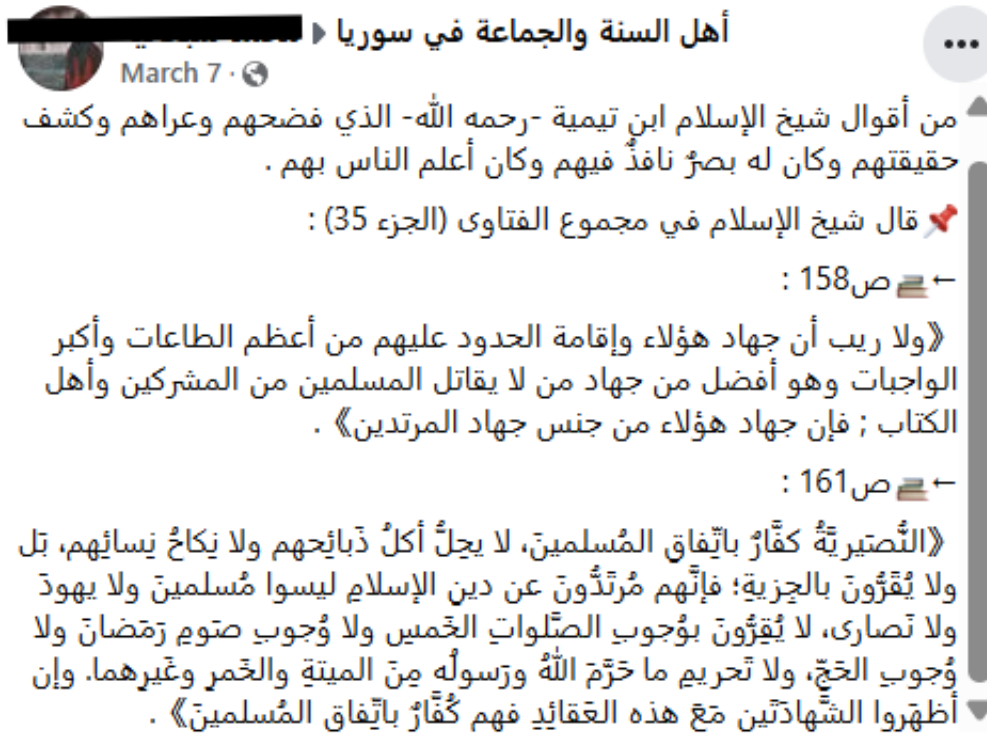 أهل السنة والجماعة في سوريا
March 7
من أقوال شيخ الإسلام ابن تيمية -رحمه الله- الذي فضحهم وعراهم وكشف
حقيقتهم وكان له بصرٌ نافذٌ فيهم وكان أعلم الناس بهم .
📌 قال شيخ الإسلام في مجموع الفتاوى (الجزء 35) :
←📚ص158 :
《ولا ريب أن جهاد هؤلاء وإقامة الحدود عليهم من أعظم الطاعات وأكبر
الواجبات وهو أفضل من جهاد من لا يقاتل المسلمين من المشركين وأهل
الكتاب ; فإن جهاد هؤلاء من جنس جهاد المرتدين》 .
←📚ص161 :
《النُّصَيريَّةُ كفَّارٌ باتِّفاقِ المُسلمينَ، لا يحِلُّ أكلُ ذَبائِحهم ولا نِكاحُ نِسائِهم، بَل
ولا يُقَرُّونَ بالجِزيةِ؛ فإنَّهم مُرتَدُّونَ عن دينِ الإسلامِ ليسوا مُسلمينَ ولا يهودَ
ولا نَصارى، لا يُقِرُّونَ بوُجوبِ الصَّلواتِ الخَمسِ ولا وُجوبِ صَومِ رَمَضانَ ولا
وُجوبِ الحَجِّ، ولا تَحريمِ ما حَرَّمَ اللهُ ورَسولُه مِنَ الميتةِ والخَمرِ وغَيرِهما. وإن
أظهَروا الشَّهادَتَينِ مَعَ هذه العَقائِدِ فهم كُفَّارٌ باتِّفاقِ المُسلمينَ》 .